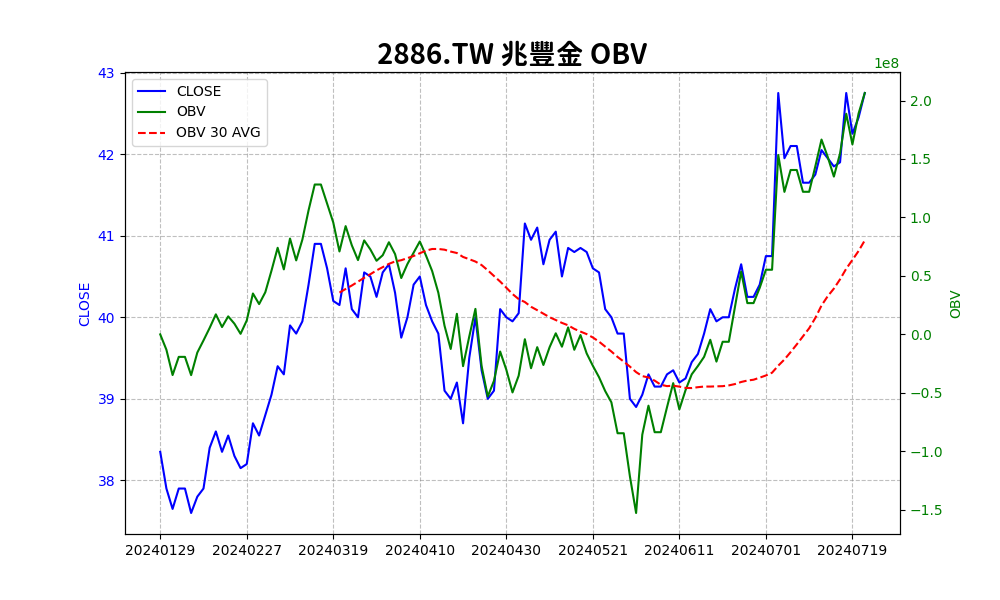 2886.TW 兆豐金 OBV
1e8
CLOSE
OBV
OBV 30 AVG
43
42
41
40
39
38
CLOSE
2.0
1.5
1.0
0.5
0.0
−0.5
−1.0
−1.5
OBV
20240129 20240227 20240319 20240410 20240430 20240521 20240611 20240701 20240719